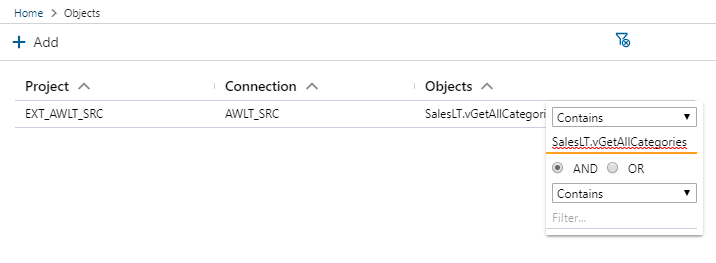 Home > Objects
+ Add
Project Connection Objects
EXT_AWLT_SRC AWLT_SRC SalesLT.vGetAllCategori
Contains
SalesLT.vGetAllCategories
AND OR
Contains
Filter...